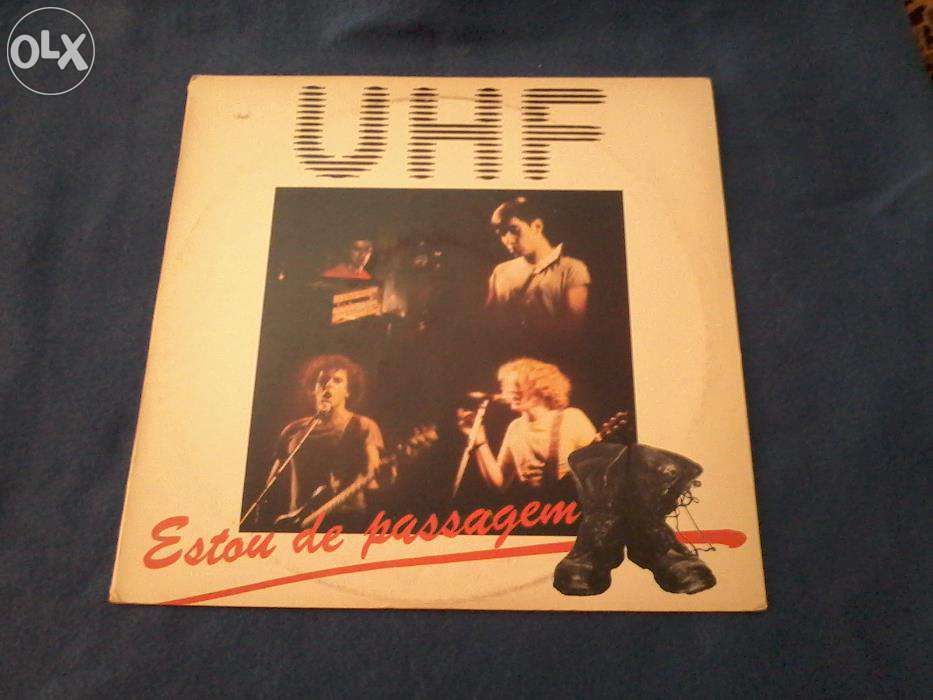 OLX
UHF
Estou de passagem